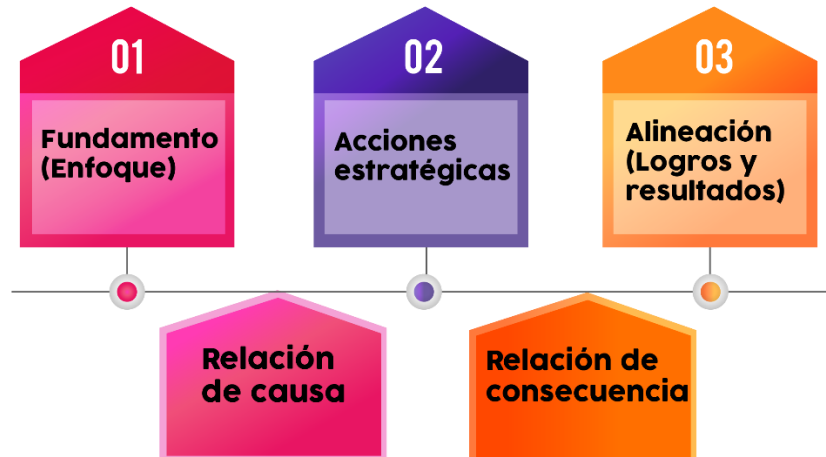 01
Fundamento
(Enfoque)
02
Acciones
estratégicas
03
Alineación
(Logros y
resultados)
Relación
de causa
Relación de
consecuencia